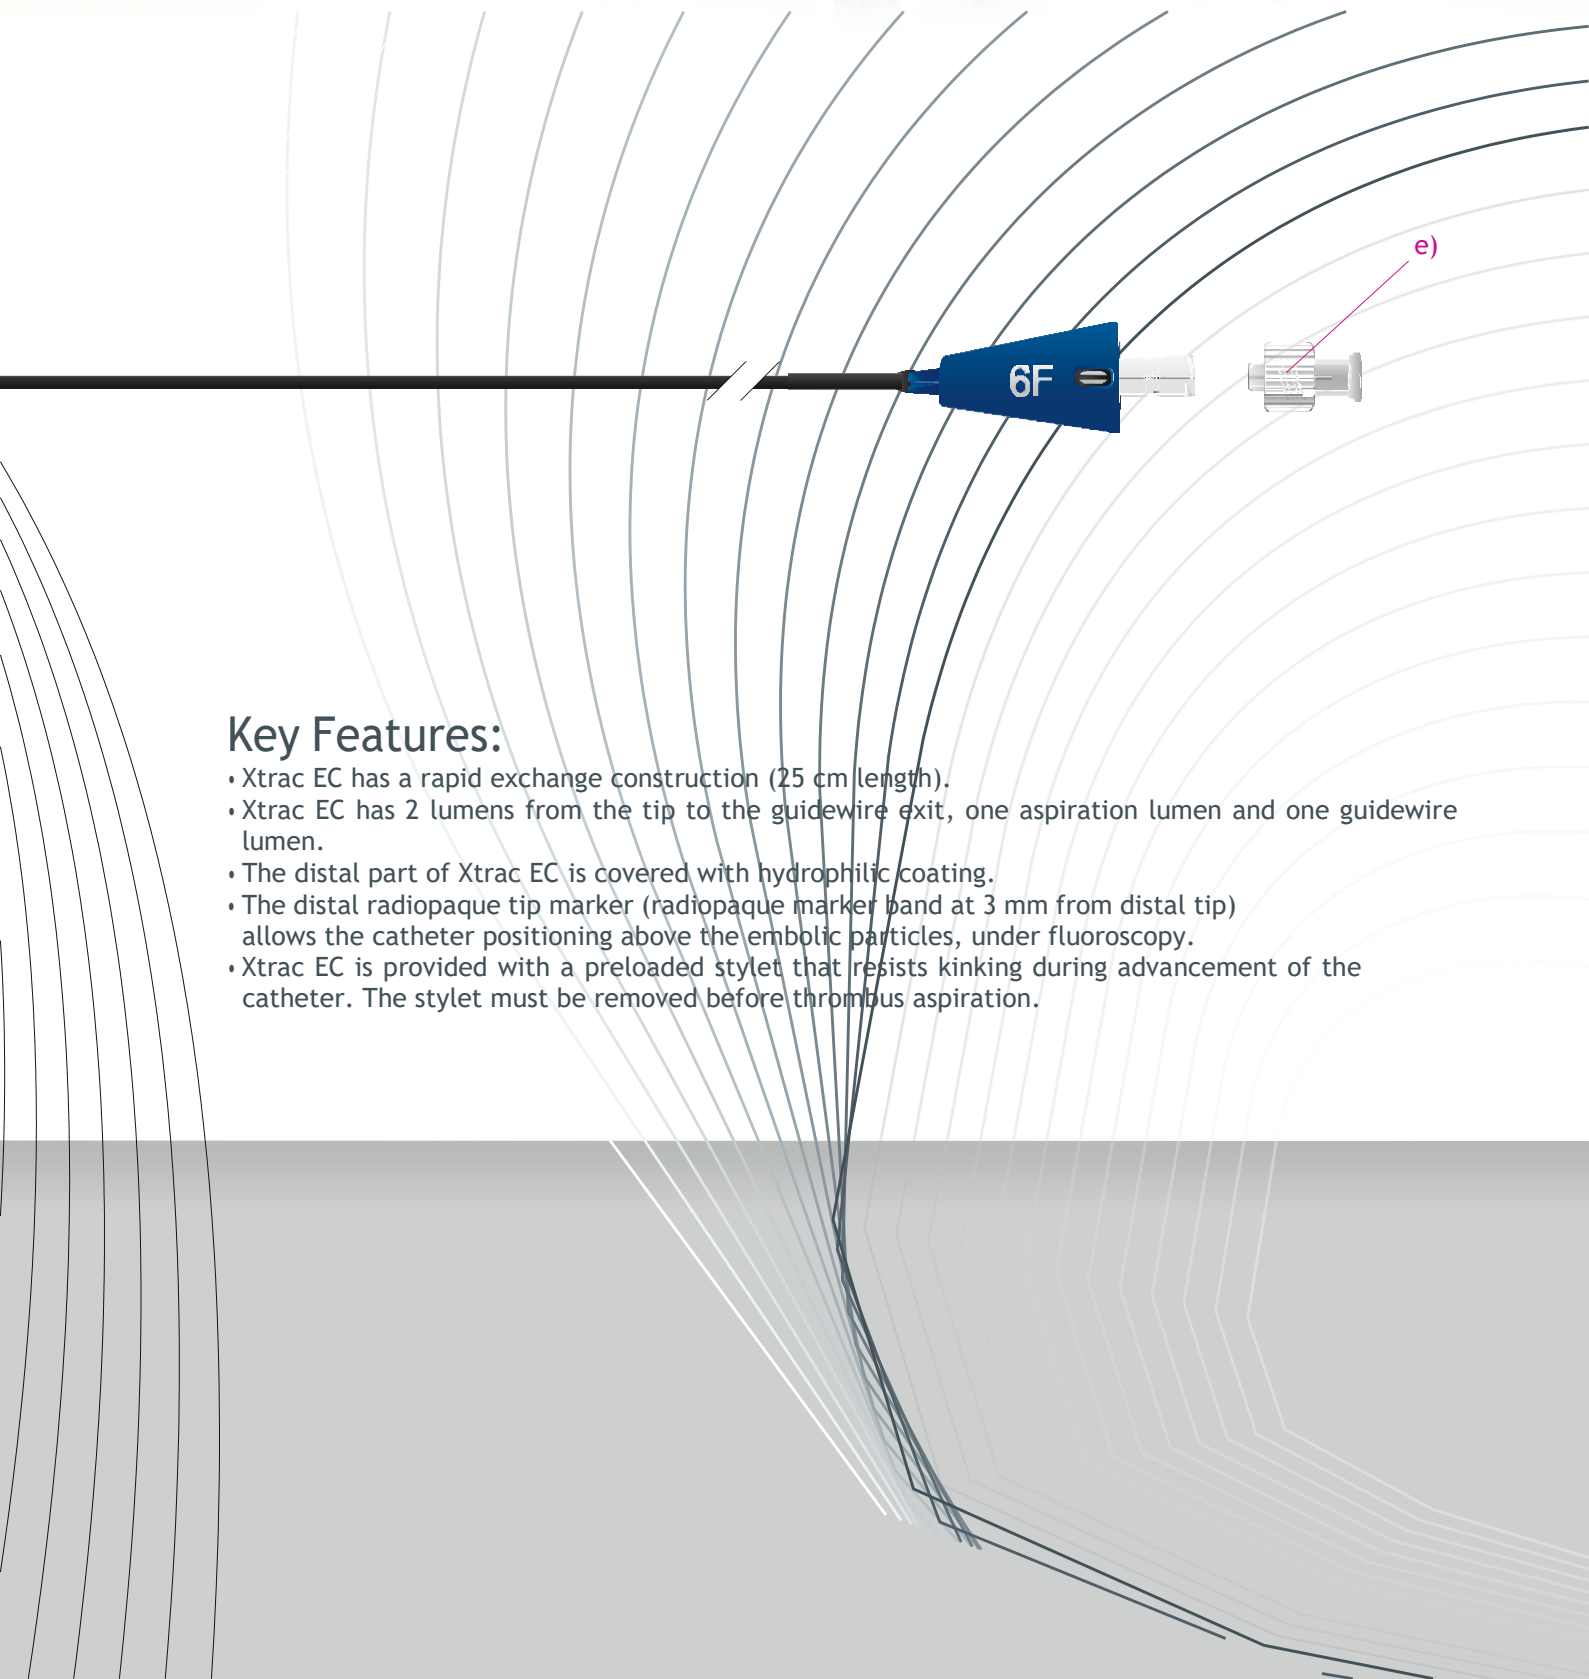 e)
6F
Key Features:
• Xtrac EC has a rapid exchange construction (25 cm length).
• Xtrac EC has 2 lumens from the tip to the guidewire exit, one aspiration lumen and one guidewire
lumen.
• The distal part of Xtrac EC is covered with hydrophilic coating.
• The distal radiopaque tip marker (radiopaque marker band at 3 mm from distal tip)
allows the catheter positioning above the embolic particles, under fluoroscopy.
• Xtrac EC is provided with a preloaded stylet that resists kinking during advancement of the
catheter. The stylet must be removed before thrombus aspiration.